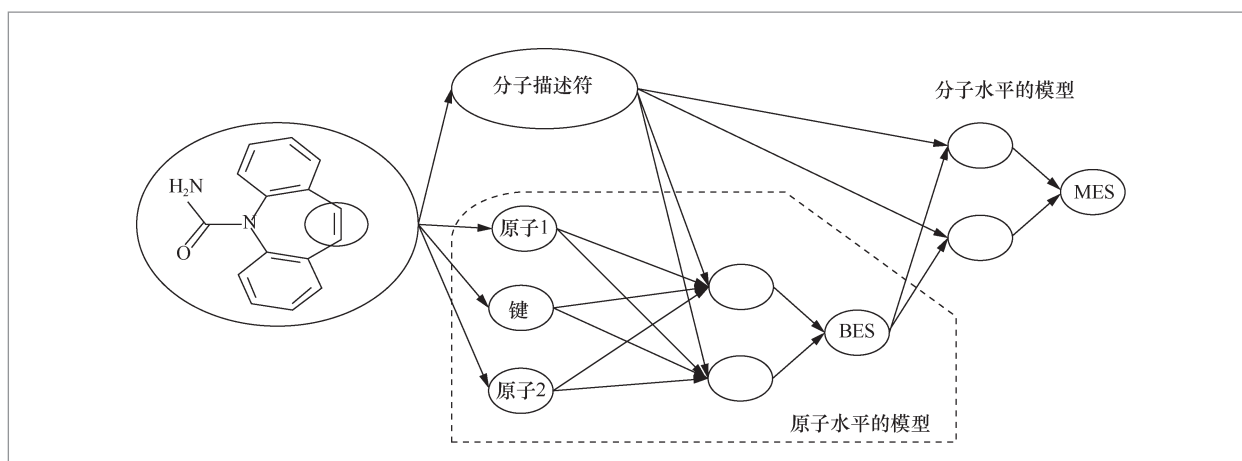 分子描述符
分子水平的模型
H₂N
N
O
原子1
键
原子2
BES
MES
原子水平的模型